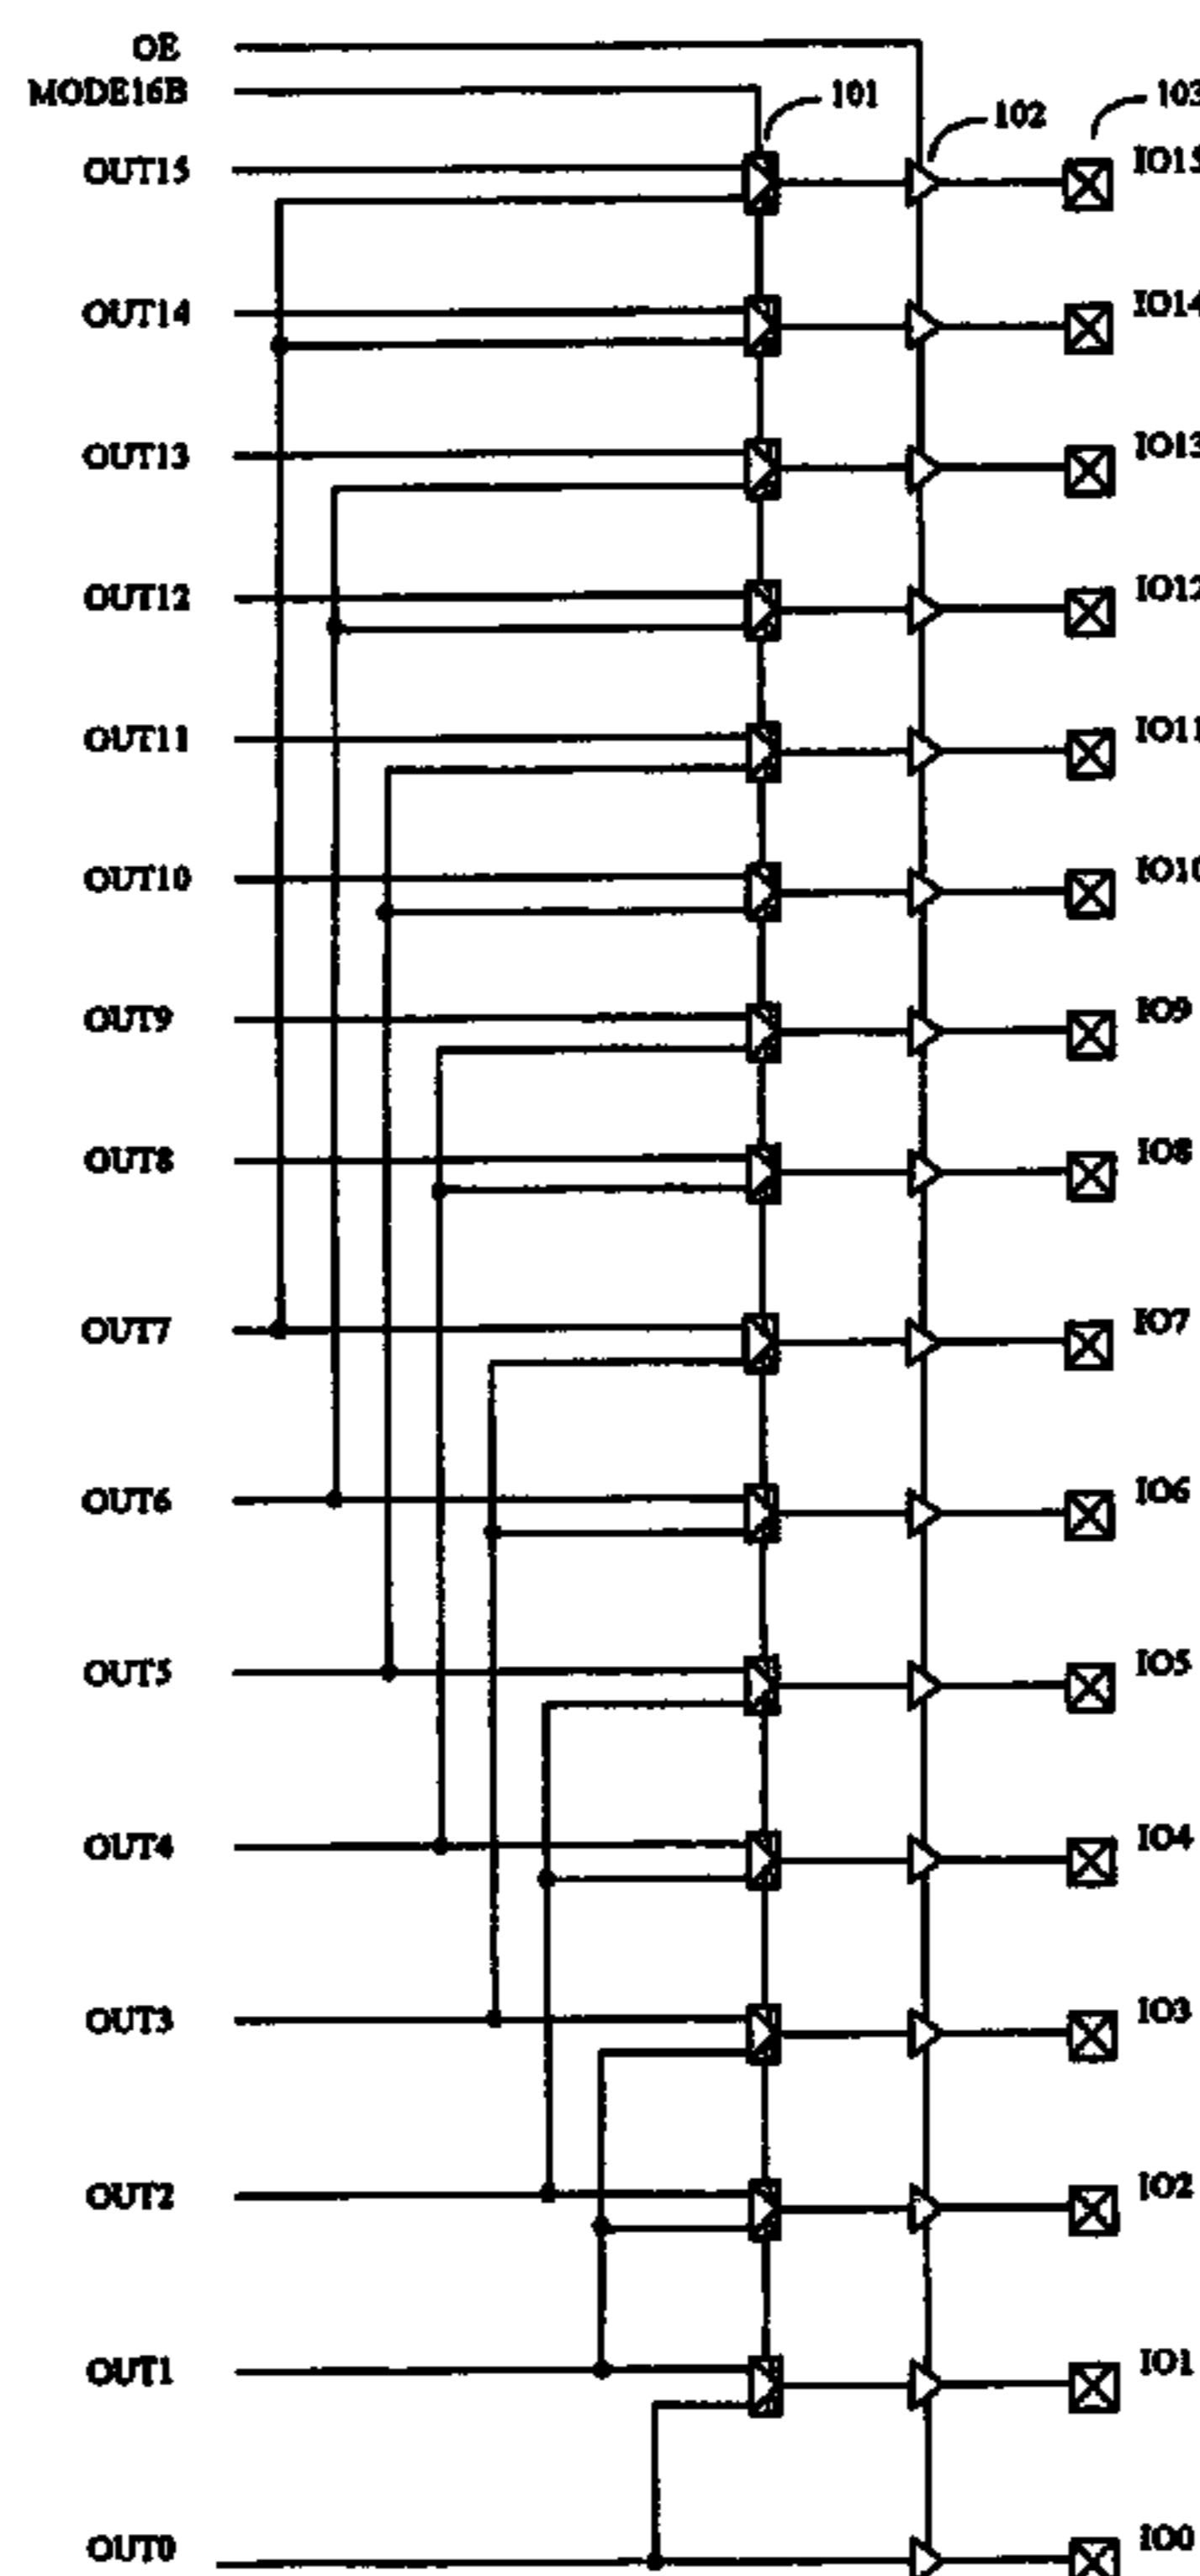 OE
MODE16B
101
102
103
OUT15
IO15
OUT14
IO14
OUT13
IO13
OUT12
IO12
OUT11
IO11
OUT10
IO10
OUT9
IO9
OUT8
IO8
OUT7
IO7
OUT6
IO6
OUT5
IO5
OUT4
IO4
OUT3
IO3
OUT2
IO2
OUT1
IO1
OUT0
IO0